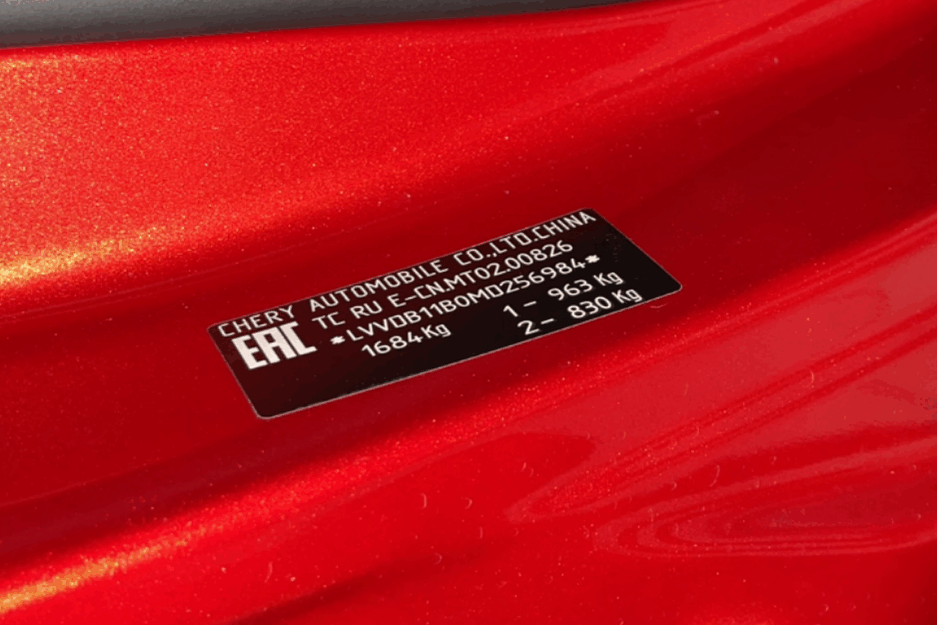 CHERY AUTOMOBILE CO.,LTD.CHINA
EAC TC RU E-CN.MT02.00826
*LVVDB11B0MD256984*
1684Kg 1 - 963 Kg
2- 830 Kg